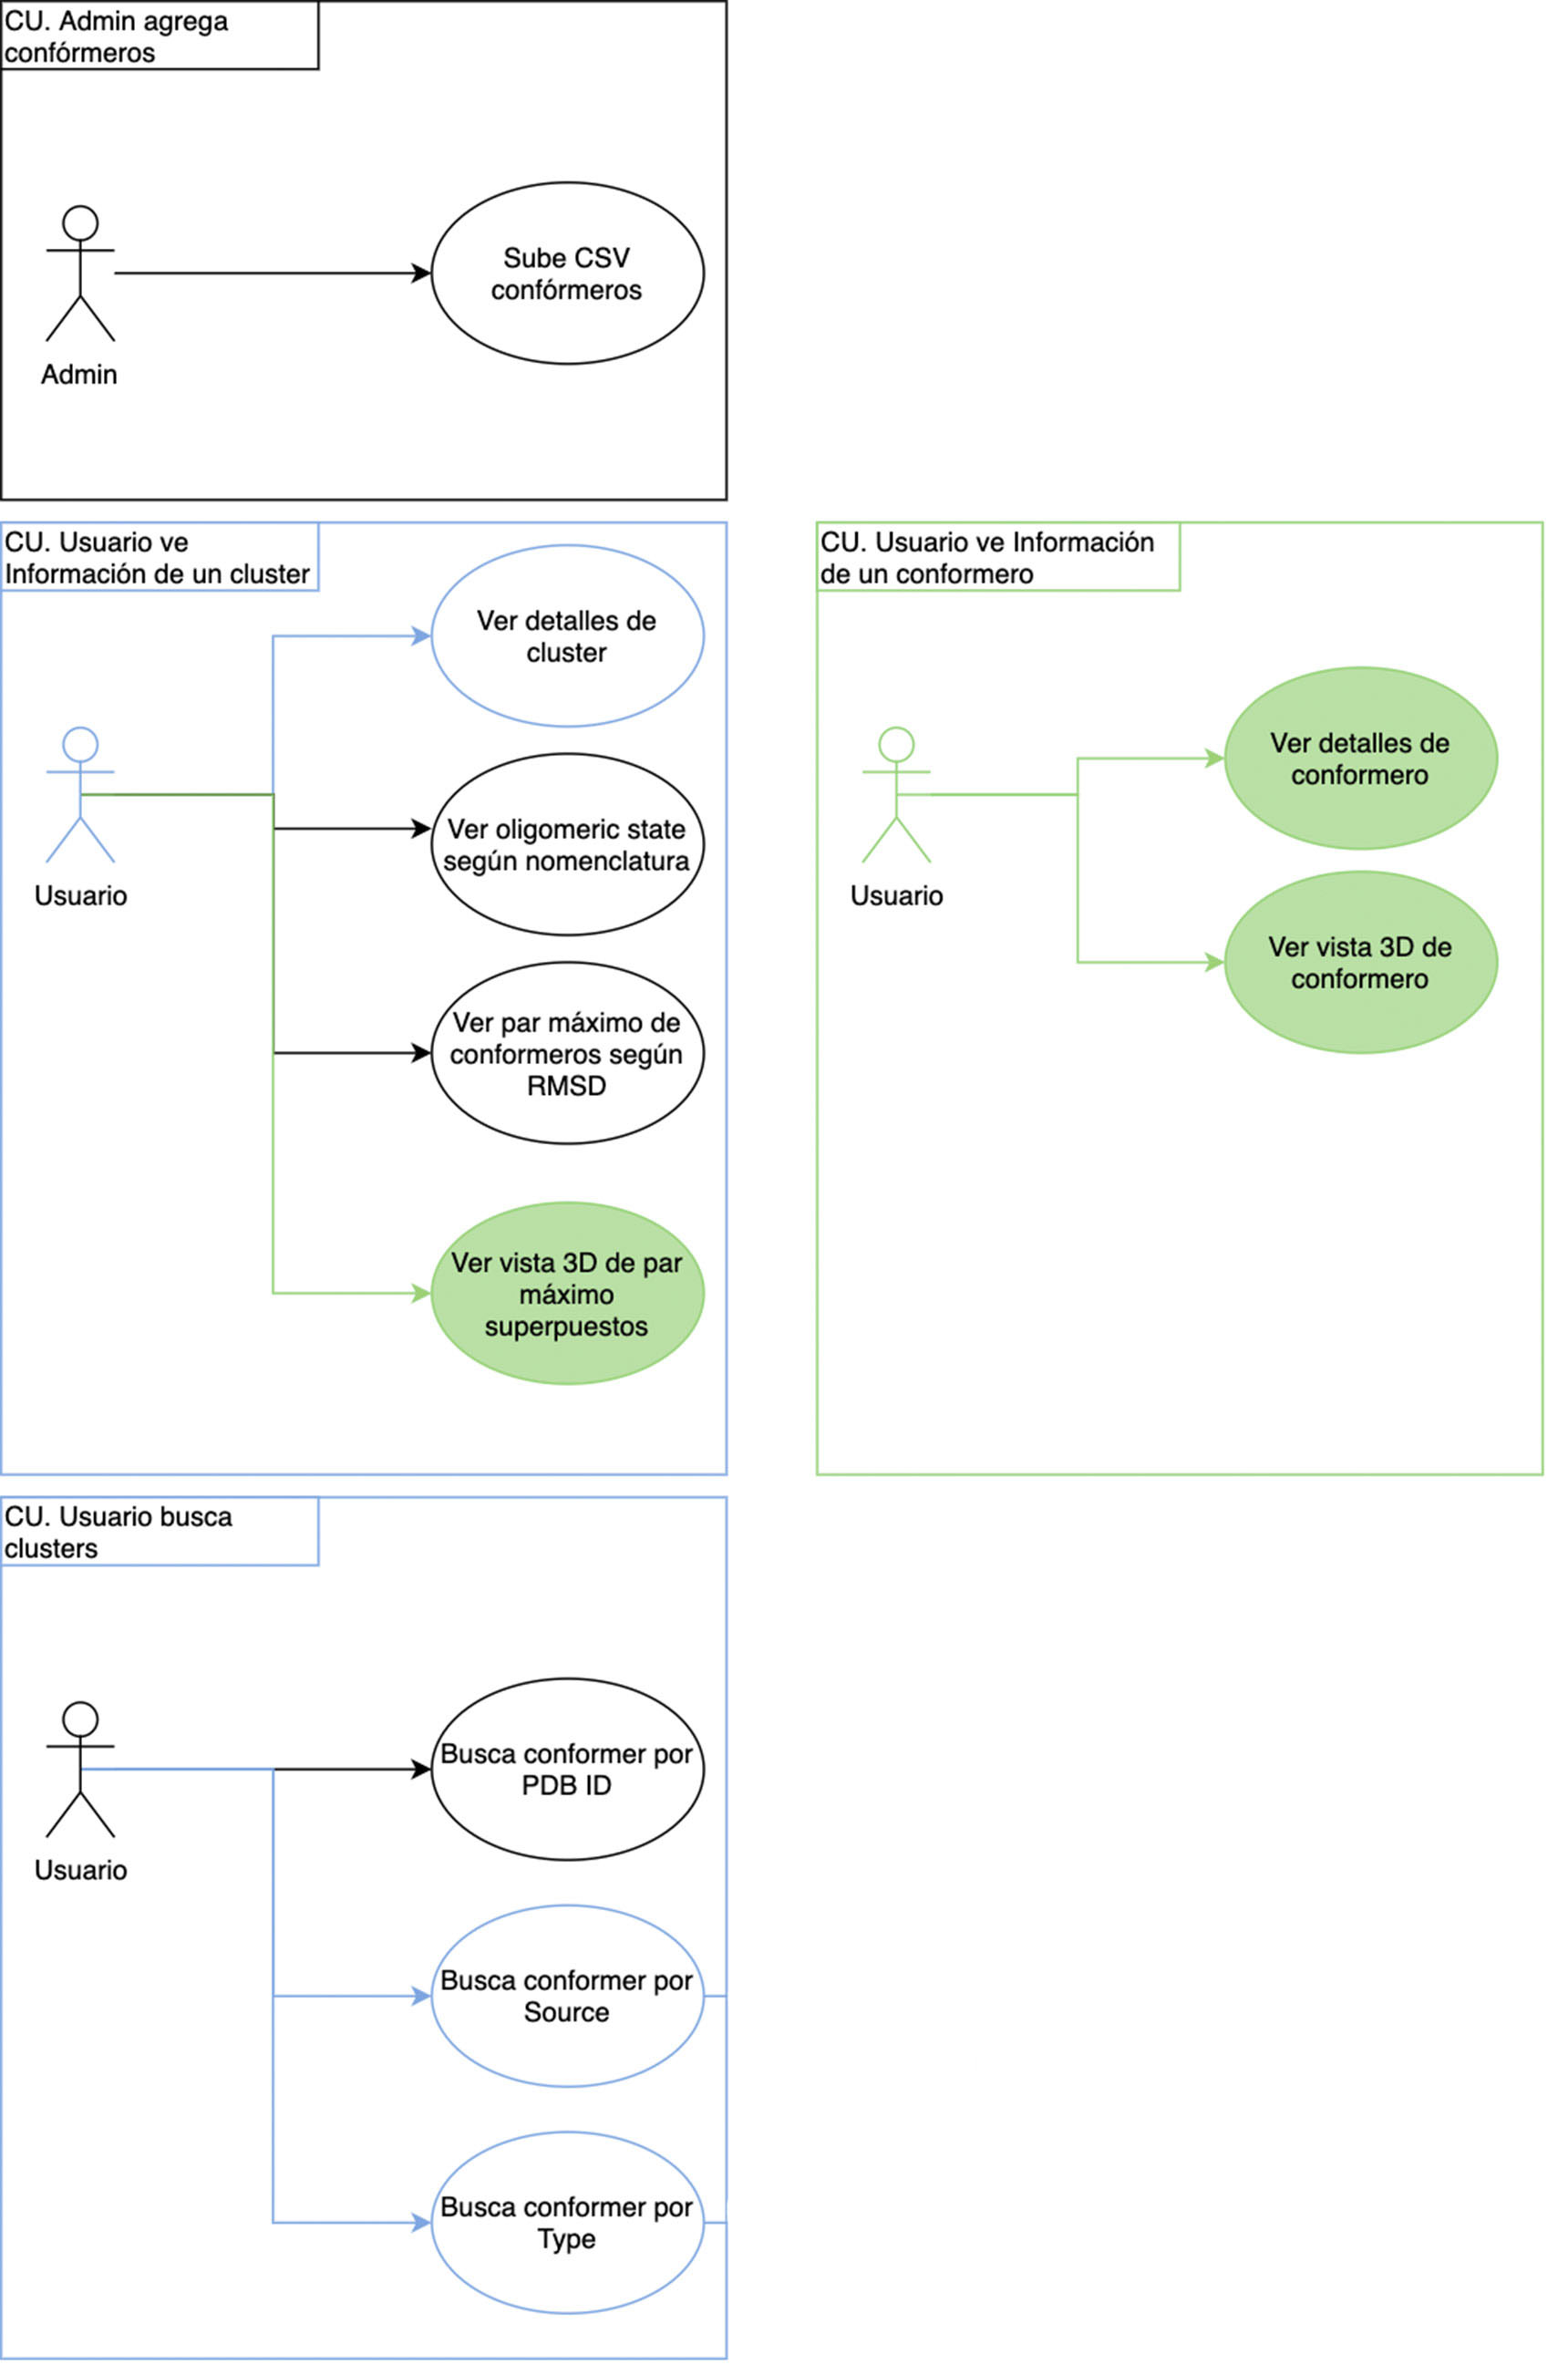 CU. Admin agrega
confórmeros
Sube CSV
confórmeros
Admin
CU. Usuario ve
Información de un cluster
Ver detalles de
cluster
Ver oligomeric state
según nomenclatura
Usuario
Ver par máximo de
conformeros según
RMSD
Ver vista 3D de par
máximo
superpuestos
CU. Usuario ve Información
de un conformero
Ver detalles de
conformero
Usuario
Ver vista 3D de
conformero
CU. Usuario busca
clusters
Busca conformer por
PDB ID
Usuario
Busca conformer por
Source
Busca conformer por
Type